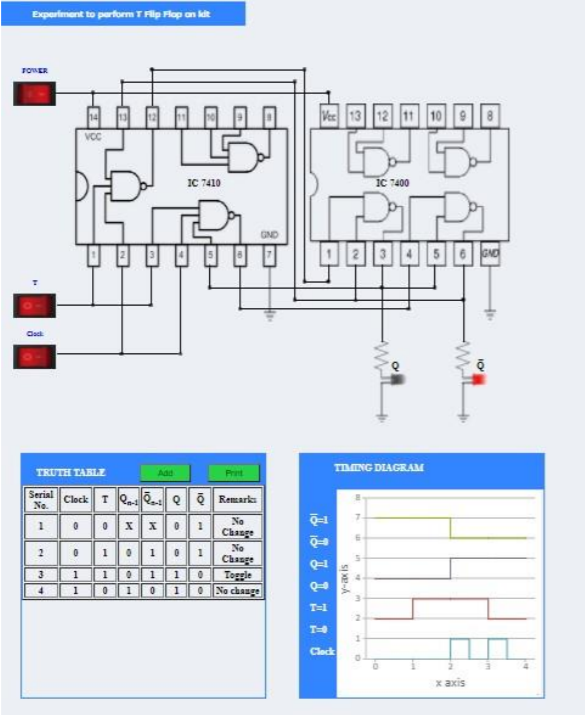 Experiment to perform T Flip Flop on kit
POWER
14 13 12 11 10 9 8
Vcc 13 12 11 10 9 8
VCC
IC 7410
IC 7400
GND
1 2 3 4 5 6 7
1 2 3 4 5 6 GND
T
Clock
Q
Q̅
TRUTH TABLE Add Print
Serial No. Clock T Qn-1 Q̅n-1 Q Q̅ Remarks
1 0 0 X X 0 1 No Change
2 0 1 0 1 0 1 No Change
3 1 1 0 1 1 0 Toggle
4 1 0 1 0 1 0 No change
TIMING DIAGRAM
Q̅=1
Q̅=0
Q=1
Q=0
T=1
T=0
Clock
y-axis
8
7
6
5
4
3
2
1
0
0 1 2 3 4
x axis